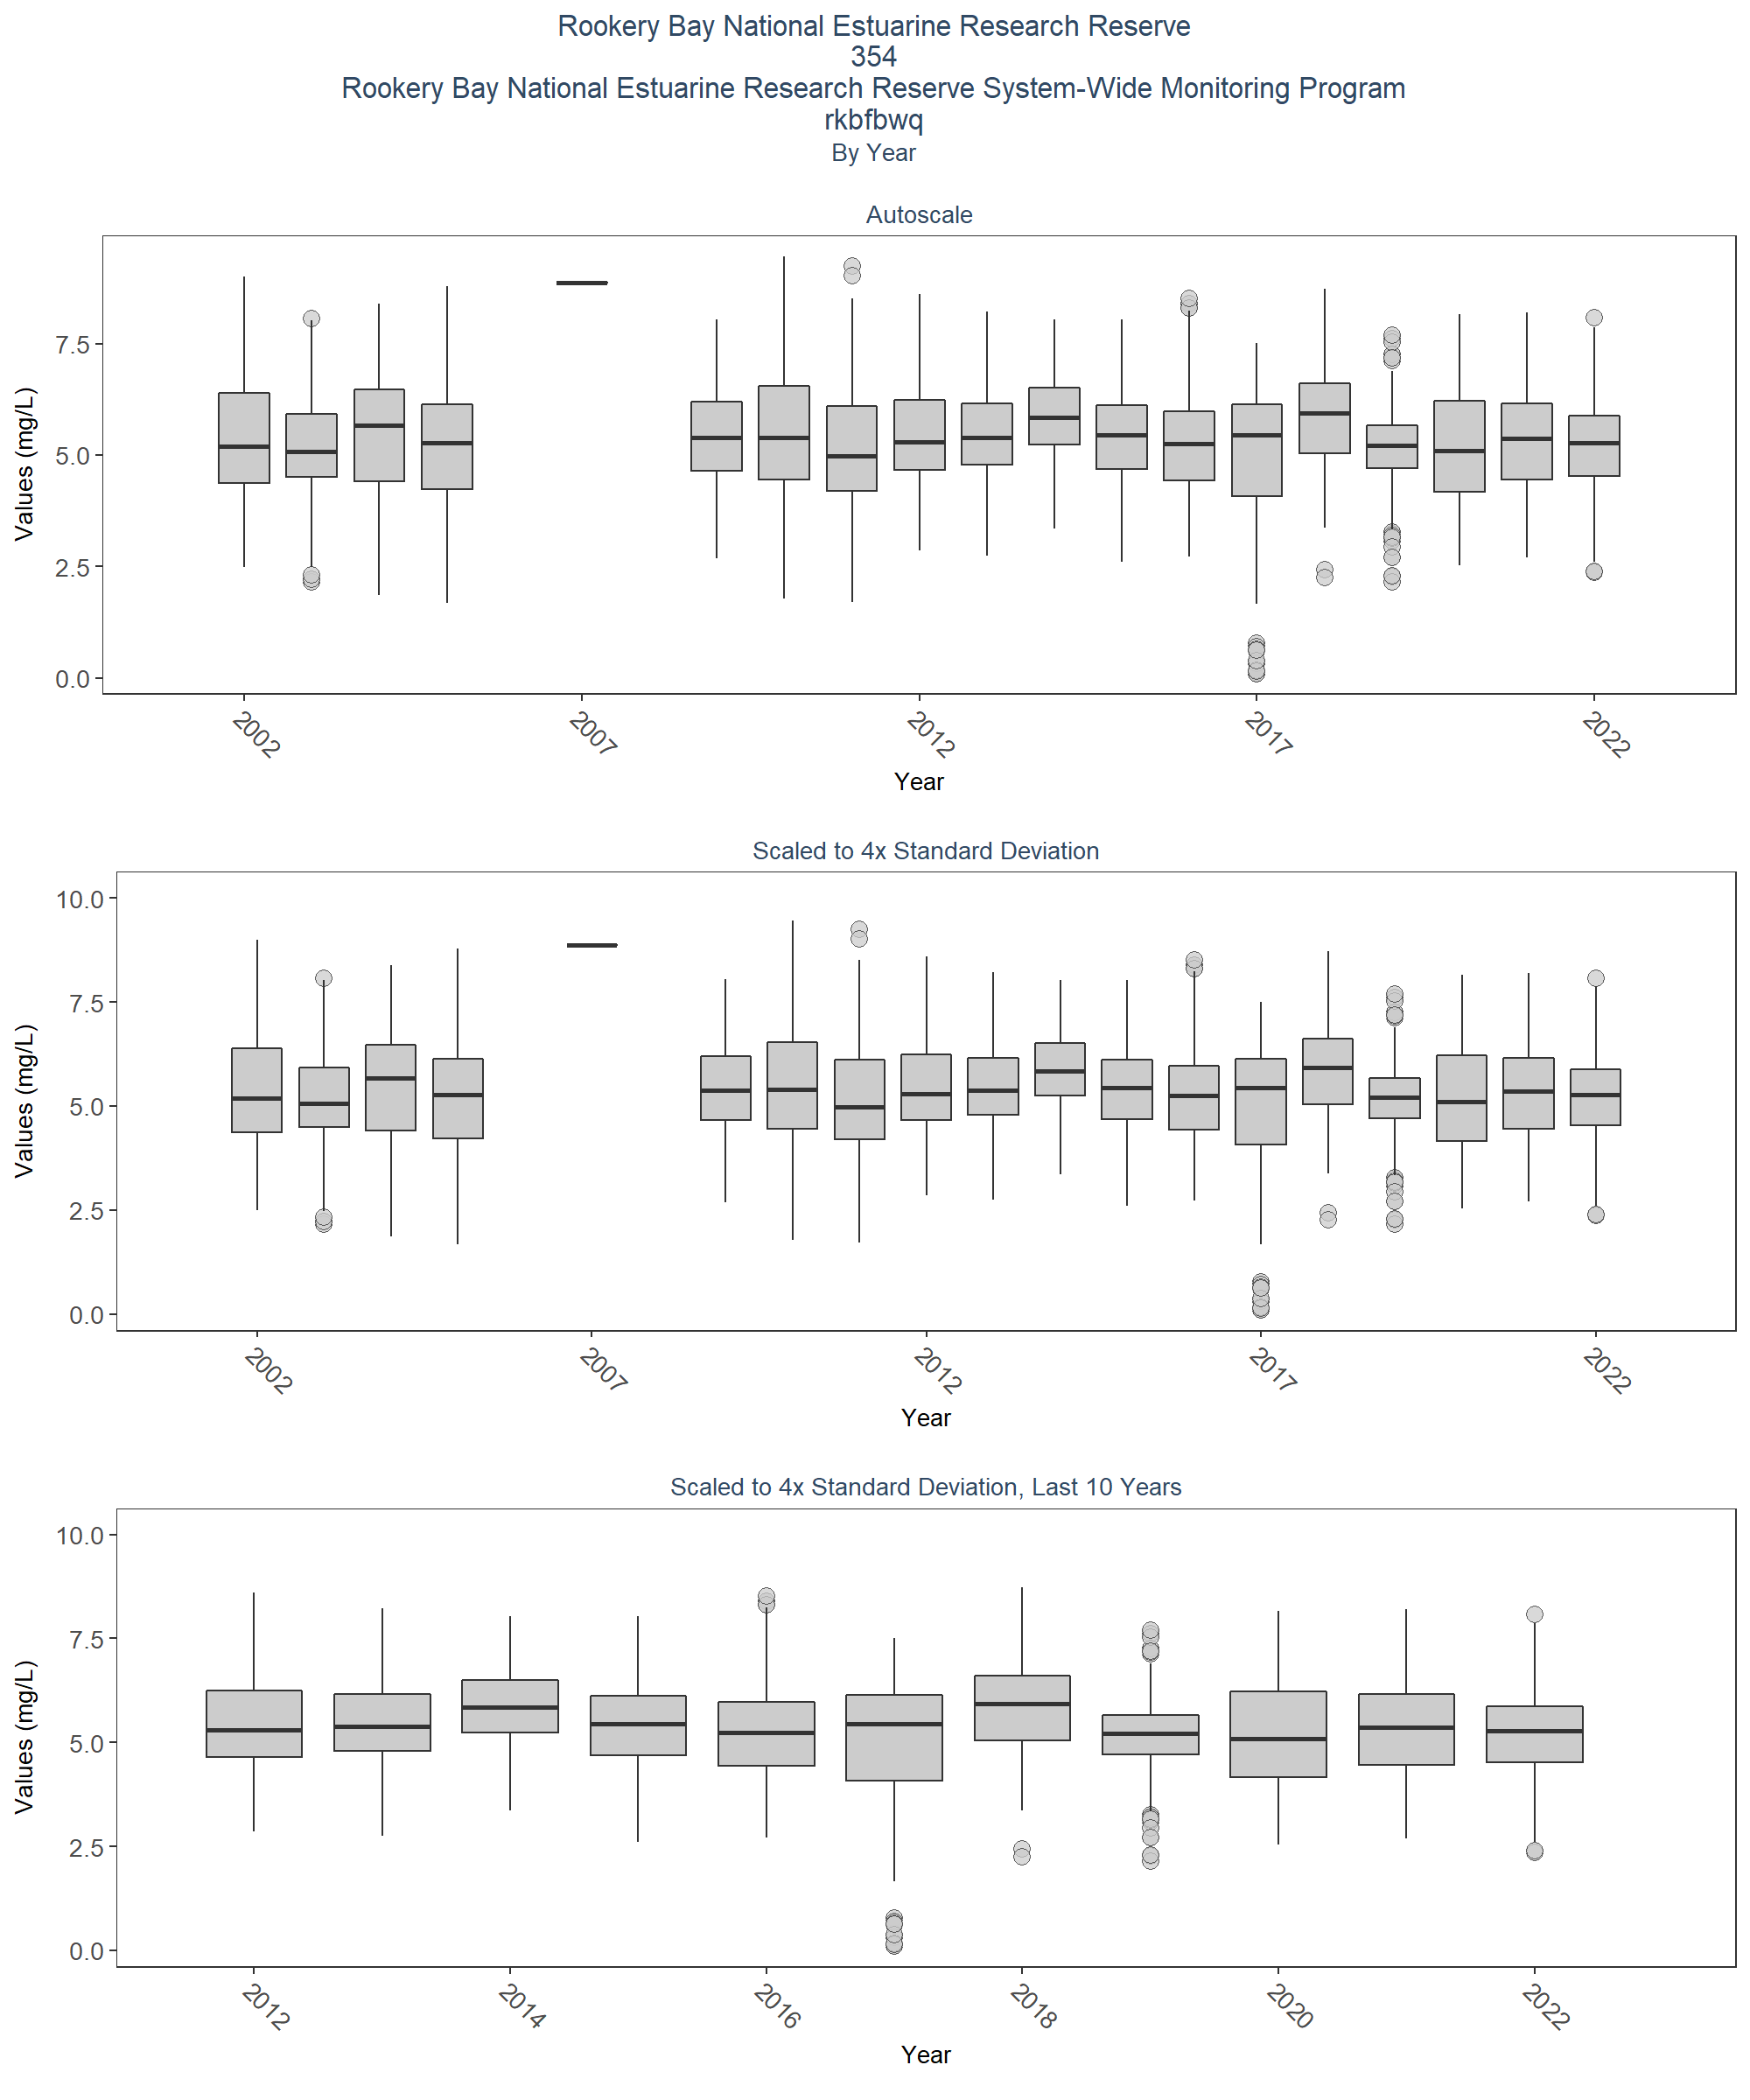 Rookery Bay National Estuarine Research Reserve
354
Rookery Bay National Estuarine Research Reserve System-Wide Monitoring Program
rkbfbwq
By Year
Autoscale
Values (mg/L)
7.5
5.0
2.5
0.0
2002
2007
2012
2017
2022
Year
Scaled to 4x Standard Deviation
Values (mg/L)
10.0
7.5
5.0
2.5
0.0
2002
2007
2012
2017
2022
Year
Scaled to 4x Standard Deviation, Last 10 Years
Values (mg/L)
10.0
7.5
5.0
2.5
0.0
2012
2014
2016
2018
2020
2022
Year